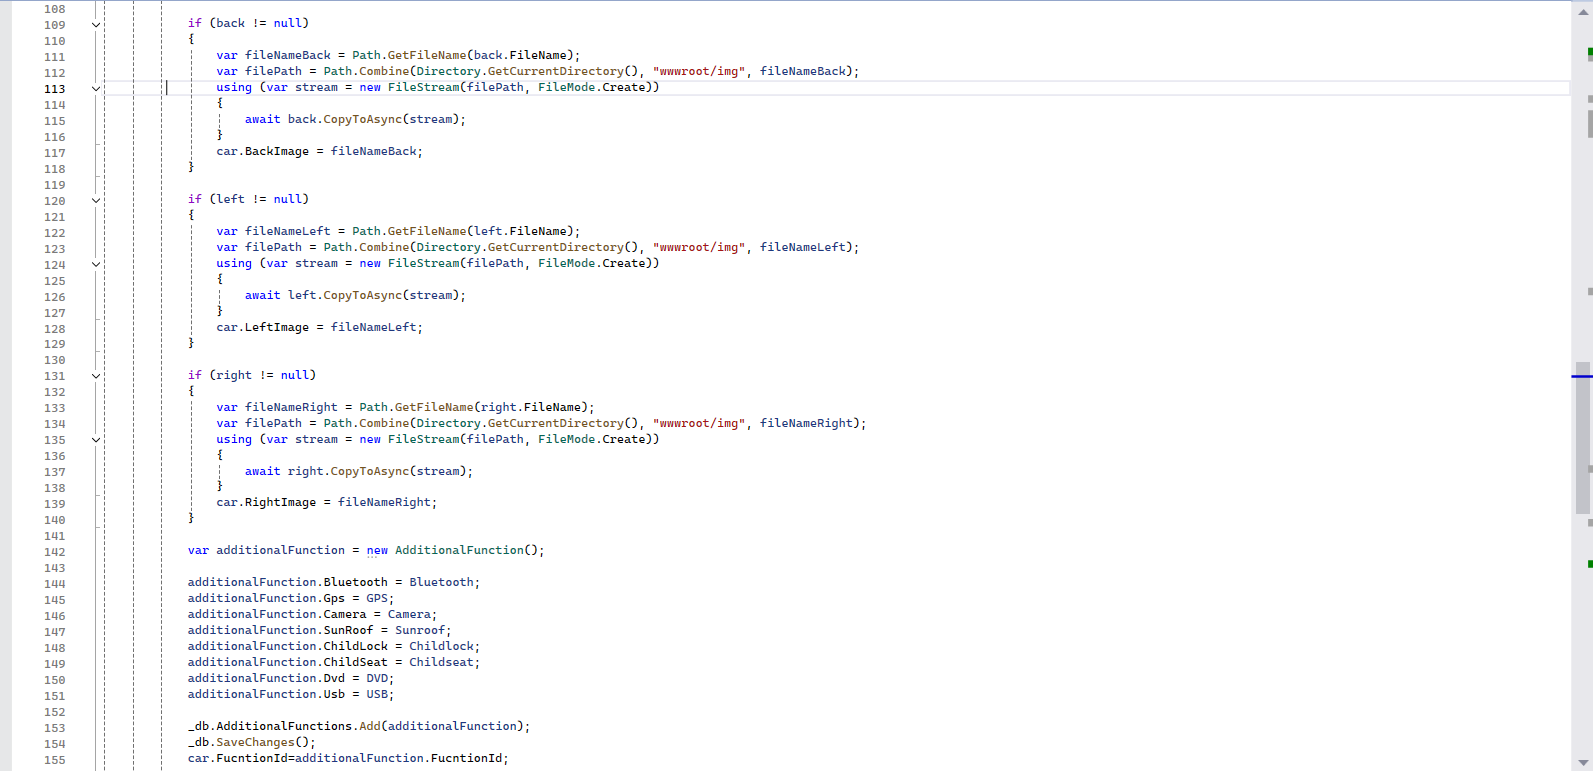 108
109 if (back != null)
110 {
111 var fileNameBack = Path.GetFileName(back.FileName);
112 var filePath = Path.Combine(Directory.GetCurrentDirectory(), "wwwroot/img", fileNameBack);
113 using (var stream = new FileStream(filePath, FileMode.Create))
114 {
115 await back.CopyToAsync(stream);
116 }
117 car.BackImage = fileNameBack;
118 }
119
120 if (left != null)
121 {
122 var fileNameLeft = Path.GetFileName(left.FileName);
123 var filePath = Path.Combine(Directory.GetCurrentDirectory(), "wwwroot/img", fileNameLeft);
124 using (var stream = new FileStream(filePath, FileMode.Create))
125 {
126 await left.CopyToAsync(stream);
127 }
128 car.LeftImage = fileNameLeft;
129 }
130
131 if (right != null)
132 {
133 var fileNameRight = Path.GetFileName(right.FileName);
134 var filePath = Path.Combine(Directory.GetCurrentDirectory(), "wwwroot/img", fileNameRight);
135 using (var stream = new FileStream(filePath, FileMode.Create))
136 {
137 await right.CopyToAsync(stream);
138 }
139 car.RightImage = fileNameRight;
140 }
141
142 var additionalFunction = new AdditionalFunction();
143
144 additionalFunction.Bluetooth = Bluetooth;
145 additionalFunction.Gps = GPS;
146 additionalFunction.Camera = Camera;
147 additionalFunction.SunRoof = Sunroof;
148 additionalFunction.ChildLock = Childlock;
149 additionalFunction.ChildSeat = Childseat;
150 additionalFunction.Dvd = DVD;
151 additionalFunction.Usb = USB;
152
153 _db.AdditionalFunctions.Add(additionalFunction);
154 _db.SaveChanges();
155 car.FucntionId=additionalFunction.FucntionId;